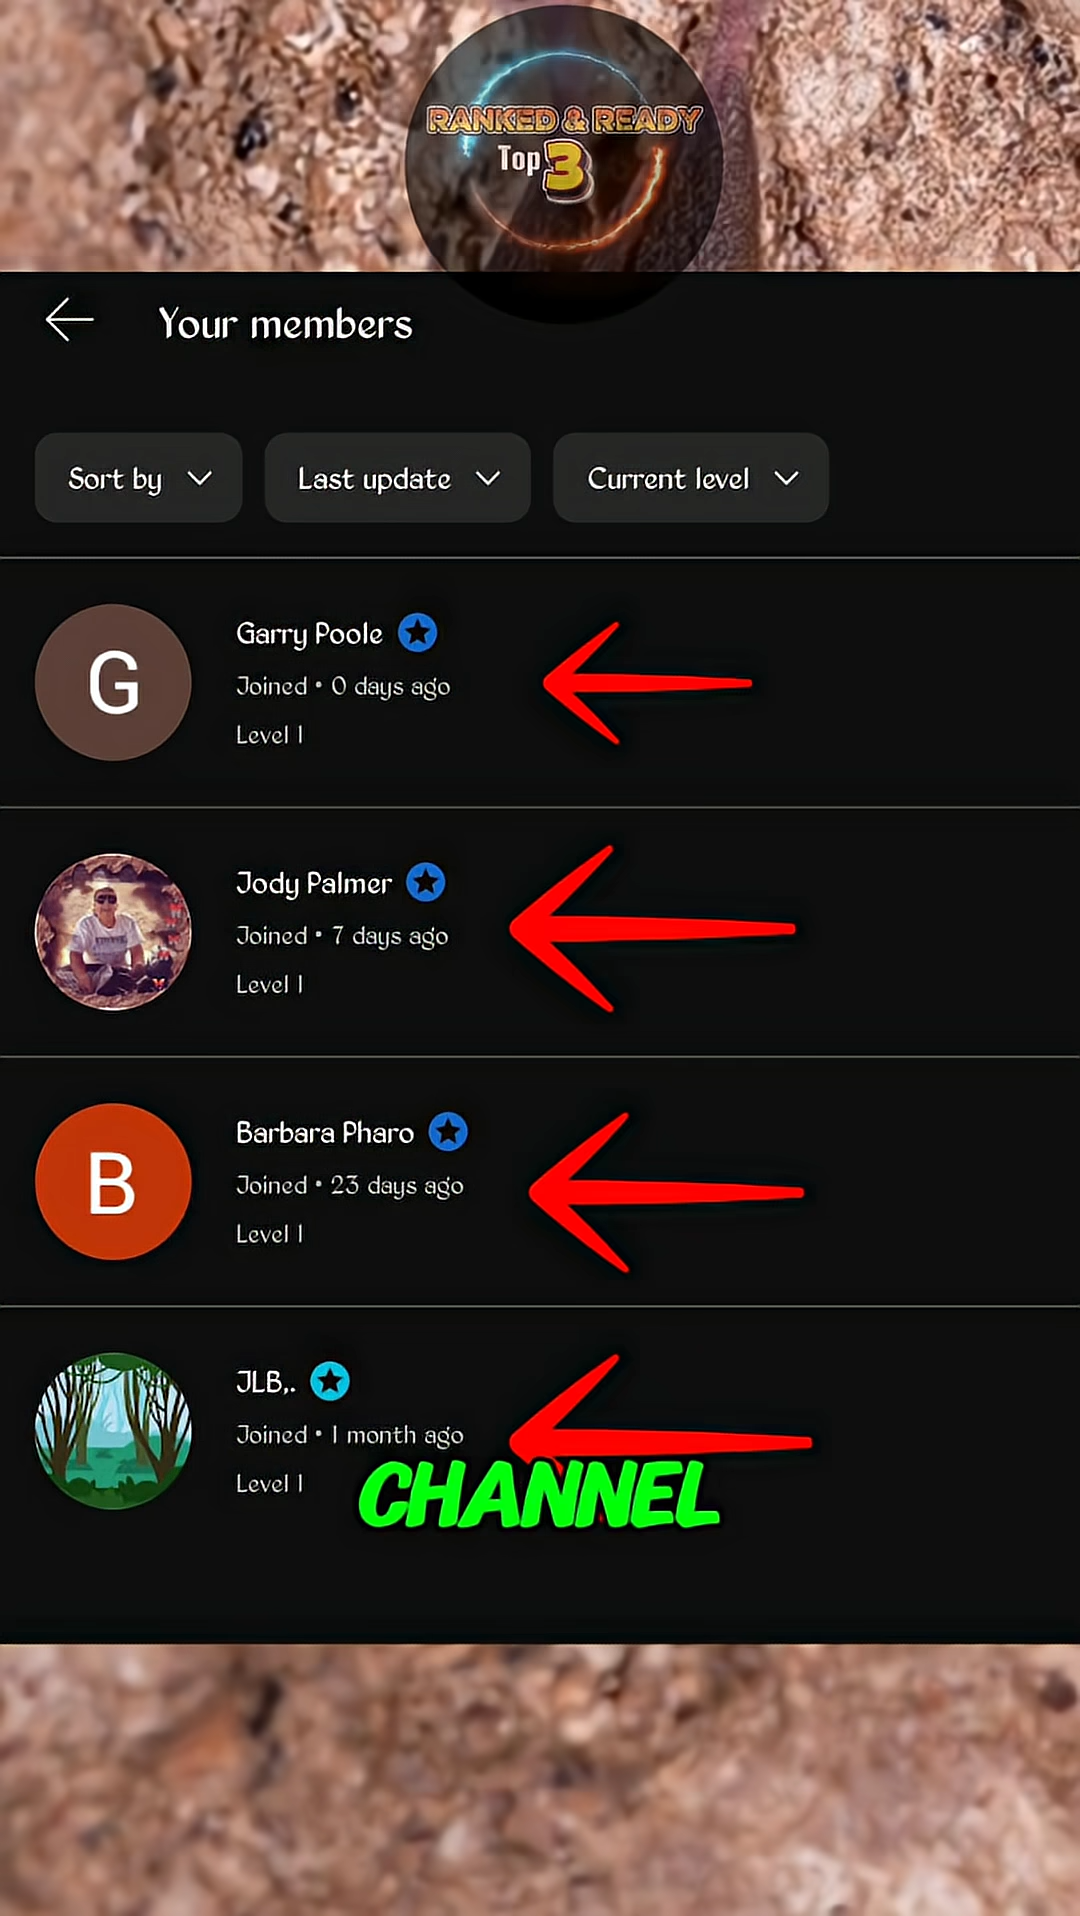 RANKED & READY
Top 3
Your members
Sort by
Last update
Current level
G
Garry Poole
Joined • 0 days ago
Level 1
Jody Palmer
Joined • 7 days ago
Level 1
B
Barbara Pharo
Joined • 23 days ago
Level 1
JLB,.
Joined • 1 month ago
Level 1
CHANNEL